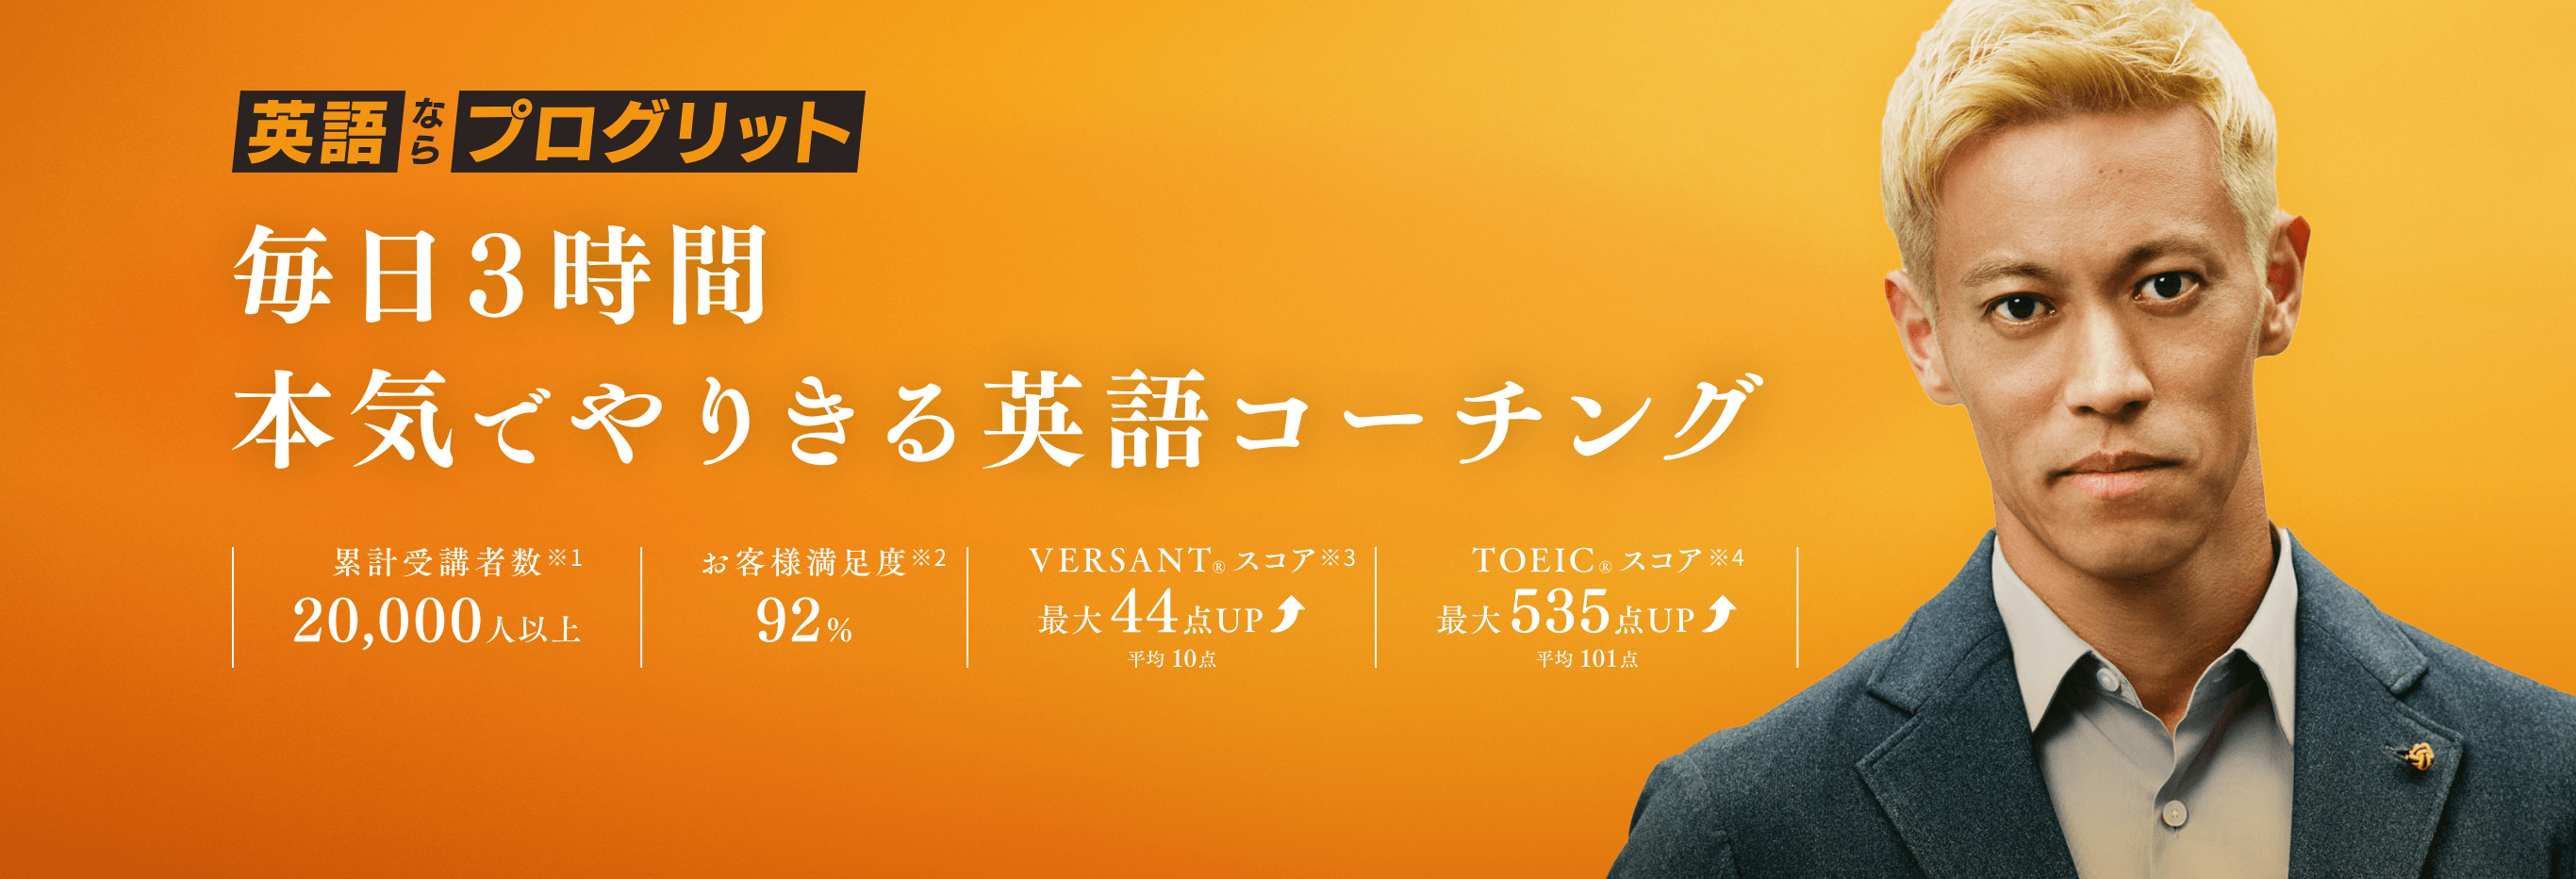 英語ならプログリット
毎日3時間
本気でやりきる英語コーチング
累計受講者数※1
20,000人以上
お客様満足度※2
92%
VERSANT®スコア※3
最大44点UP
平均10点
TOEIC®スコア※4
最大535点UP
平均101点